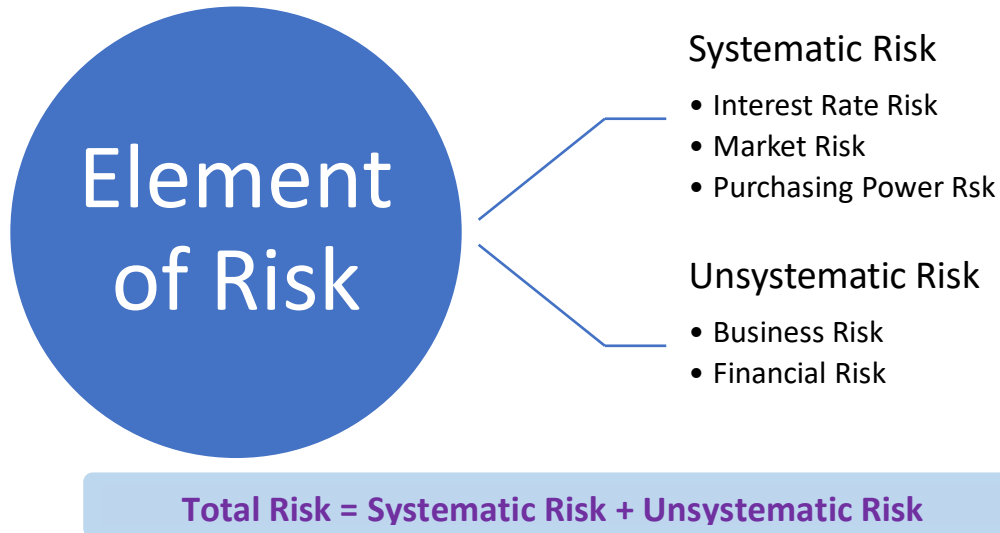 Element
of Risk
Systematic Risk
• Interest Rate Risk
• Market Risk
• Purchasing Power Rsk
Unsystematic Risk
• Business Risk
• Financial Risk
Total Risk = Systematic Risk + Unsystematic Risk